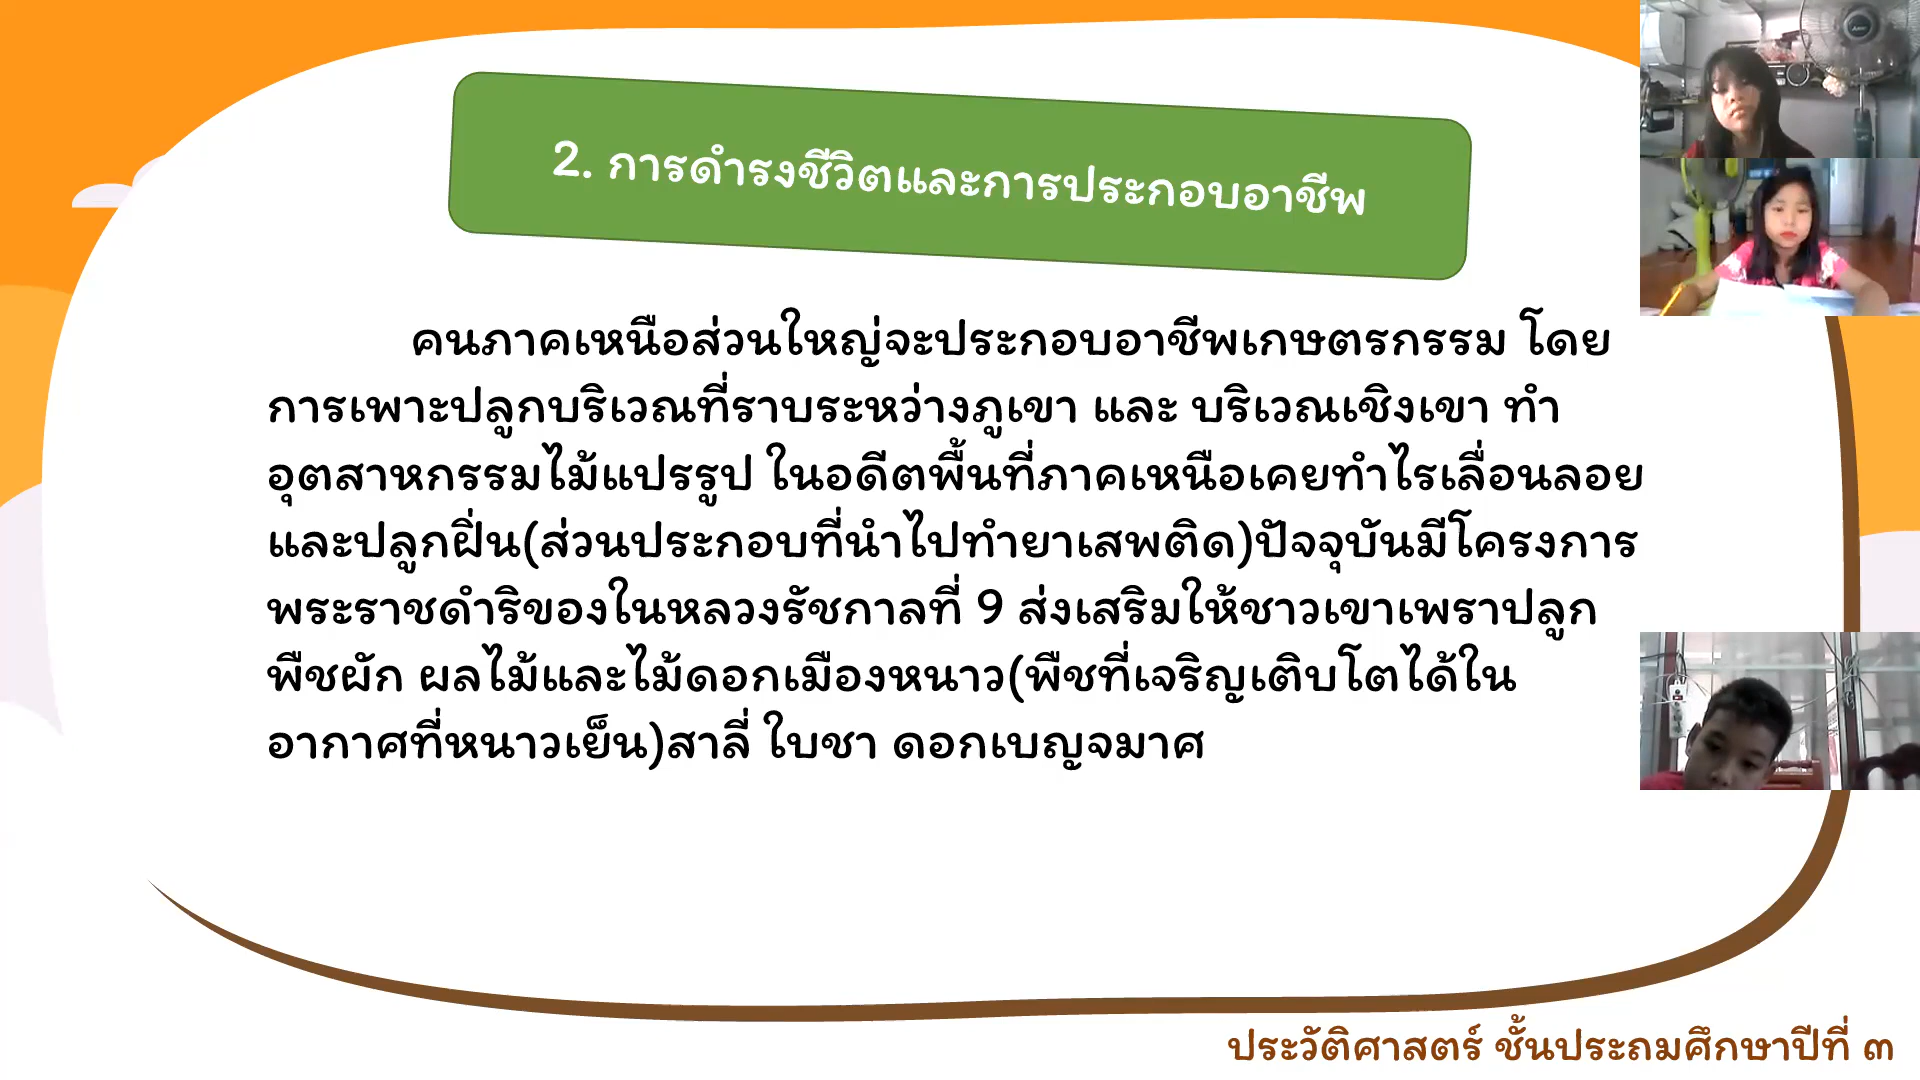 2. การดำรงชีวิตและการประกอบอาชีพ
คนภาคเหนือส่วนใหญ่จะประกอบอาชีพเกษตรกรรม โดย
การเพาะปลูกบริเวณที่ราบระหว่างภูเขา และ บริเวณเชิงเขา ทำ
อุตสาหกรรมไม้แปรรูป ในอดีตพื้นที่ภาคเหนือเคยทำไรเลื่อนลอย
และปลูกฝิ่น(ส่วนประกอบที่นำไปทำยาเสพติด)ปัจจุบันมีโครงการ
พระราชดำริของในหลวงรัชกาลที่ 9 ส่งเสริมให้ชาวเขาเพราปลูก
พืชผัก ผลไม้และไม้ดอกเมืองหนาว(พืชที่เจริญเติบโตได้ใน
อากาศที่หนาวเย็น)สาลี่ ใบชา ดอกเบญจมาศ
ประวัติศาสตร์ ชั้นประถมศึกษาปีที่ ๓